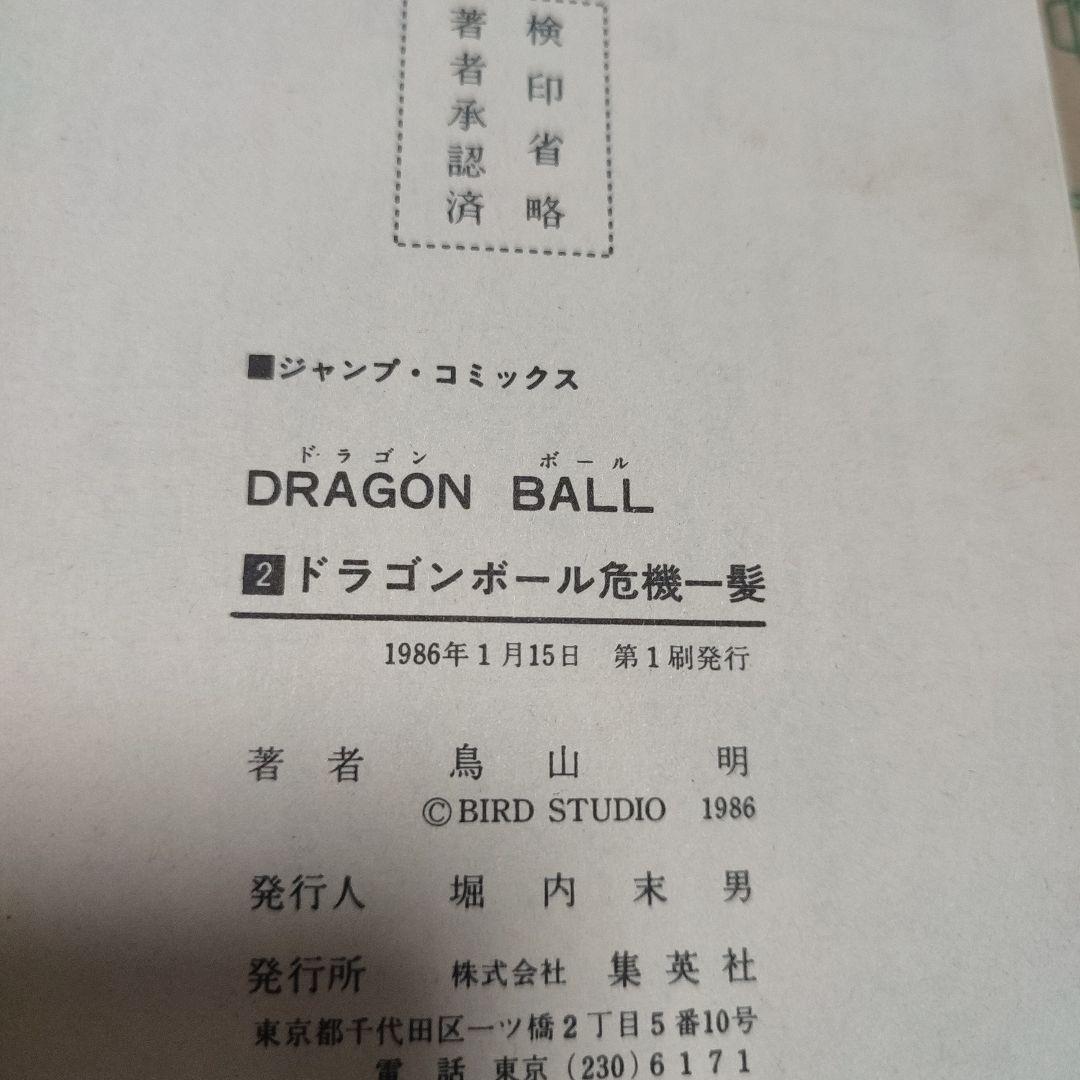 検印省略
著者承認済
■ジャンプ・コミックス
ドラゴン ボール
DRAGON BALL
2 ドラゴンボール危機一髪
1986年1月15日 第1刷発行
著者 鳥山 明
©BIRD STUDIO 1986
発行人 堀内末男
発行所 株式会社 集英社
東京都千代田区一ツ橋2丁目5番10号
電話 東京(230)6171